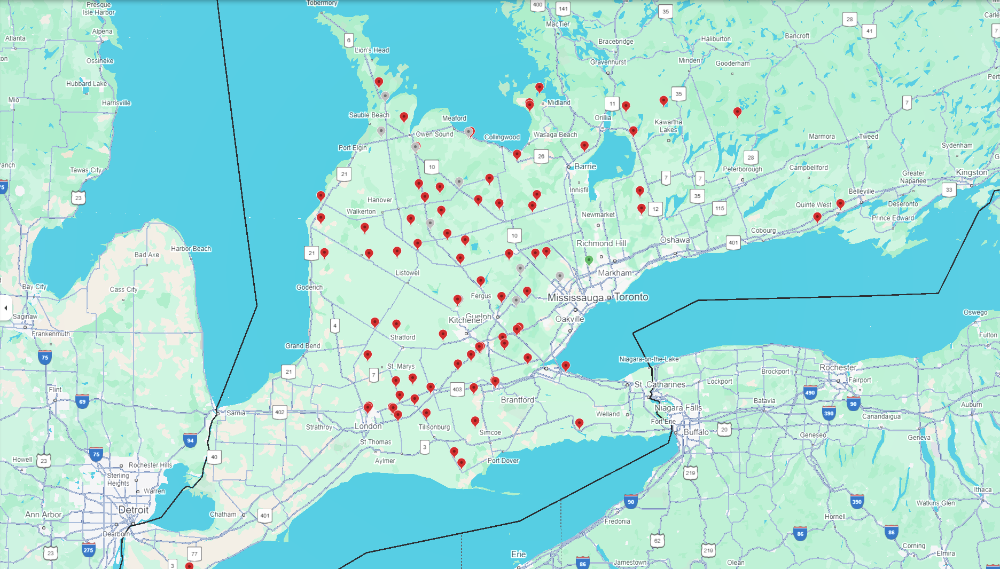 Presque
Isle Harbor
Tobermory
400
141
35
28
41
Carle
MacTier
Alpena
Atlanta
6
Lion's Head
Bracebridge
Haliburton
Bancroft
7
ton
Ossineke
Gravenhurst
Minden
Gooderham
Hubbard Lake
Pert
Mio
Harrisville
Midland
11
35
7
Sauble Beach
Meaford
Orillia
Kawartha
Lakes
Owen Sound
Collingwood
Wasaga Beach
Marmora
Tweed
Port Elgin
Sydenham
ranch
26
28
10
Barrie
Tawas City
21
Peterborough
Campbellford
Greater
Napanee
Kingston
75
7
7
33
Innisfil
Belleville
23
Hanover
35
Walkerton
12
115
Quinte West
Deseronto
Newmarket
Prince Edward
Cobourg
10
Oshawa
401
Richmond Hill
Harbor Beach
Bad Axe
21
Listowel
Markham
Bay City
Cass City
Goderich
Fergus
Mississauga
Toronto
Saginaw
Guelph
Kitchener
Oakville
Oswego
4
Frankenmuth
Stratford
Fulton
Grand Bend
75
Niagara-on-the-Lake
21
St. Marys
7
Brockport
Rochester
Lockport
Fairport
St. Catharines
Flint
403
490
69
Brantford
Batavia
90
Niagara Falls
Auburn
Sarnia
402
Welland
390
Canandaigua
Fort Erie
Strathroy
London
Tillsonburg
Simcoe
Buffalo
20
Geneseo
Geneva
94
St Thomas
3
75
Howell
23
40
Aylmer
Port Dover
Rochester Hills
Sterling
Heights
219
Warren
Ithaca
90
390
Watkins Glen
Detroit
Ann Arbor
Chatham
401
Fredonia
Hornell
Dearborn
86
86
62
275
23
77
219
Corning
Erie
Elmira
3
86
Jamestown
Olean